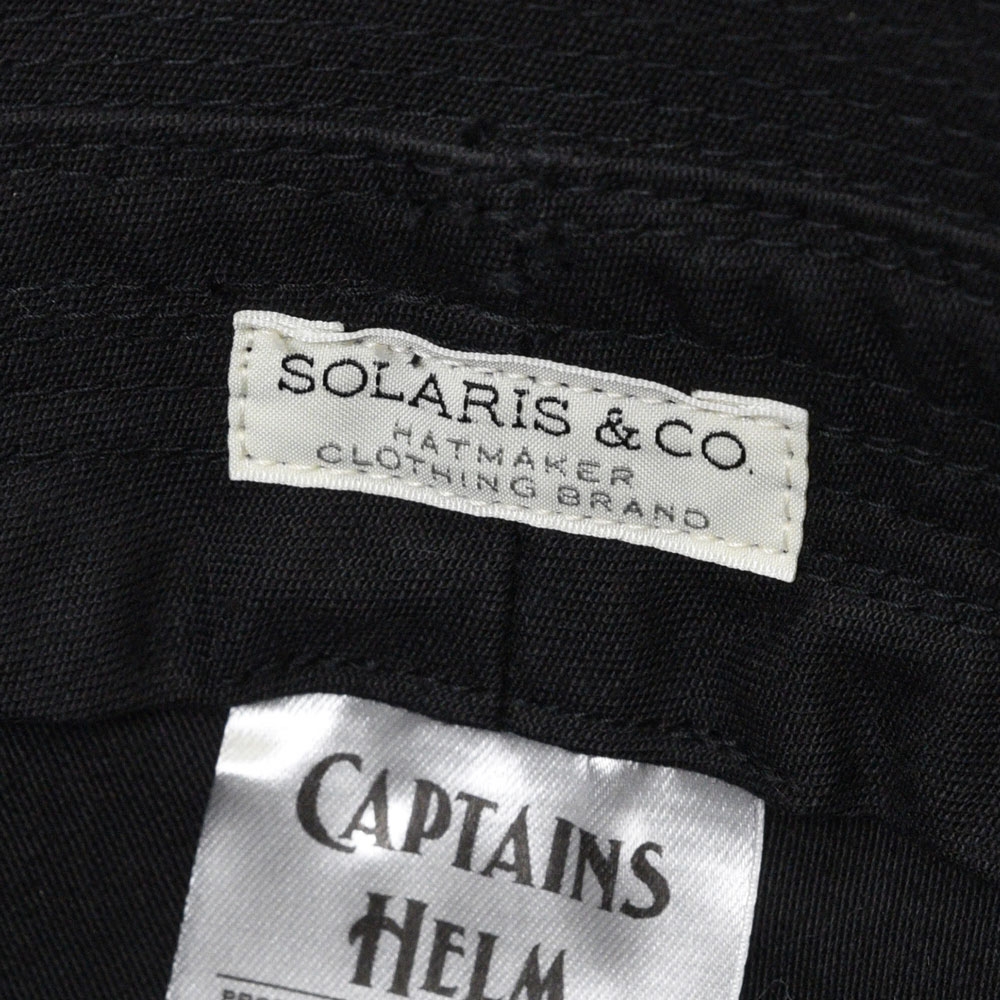 SOLARIS & CO.
HATMAKER
CLOTHING BRAND
CAPTAINS
HELM